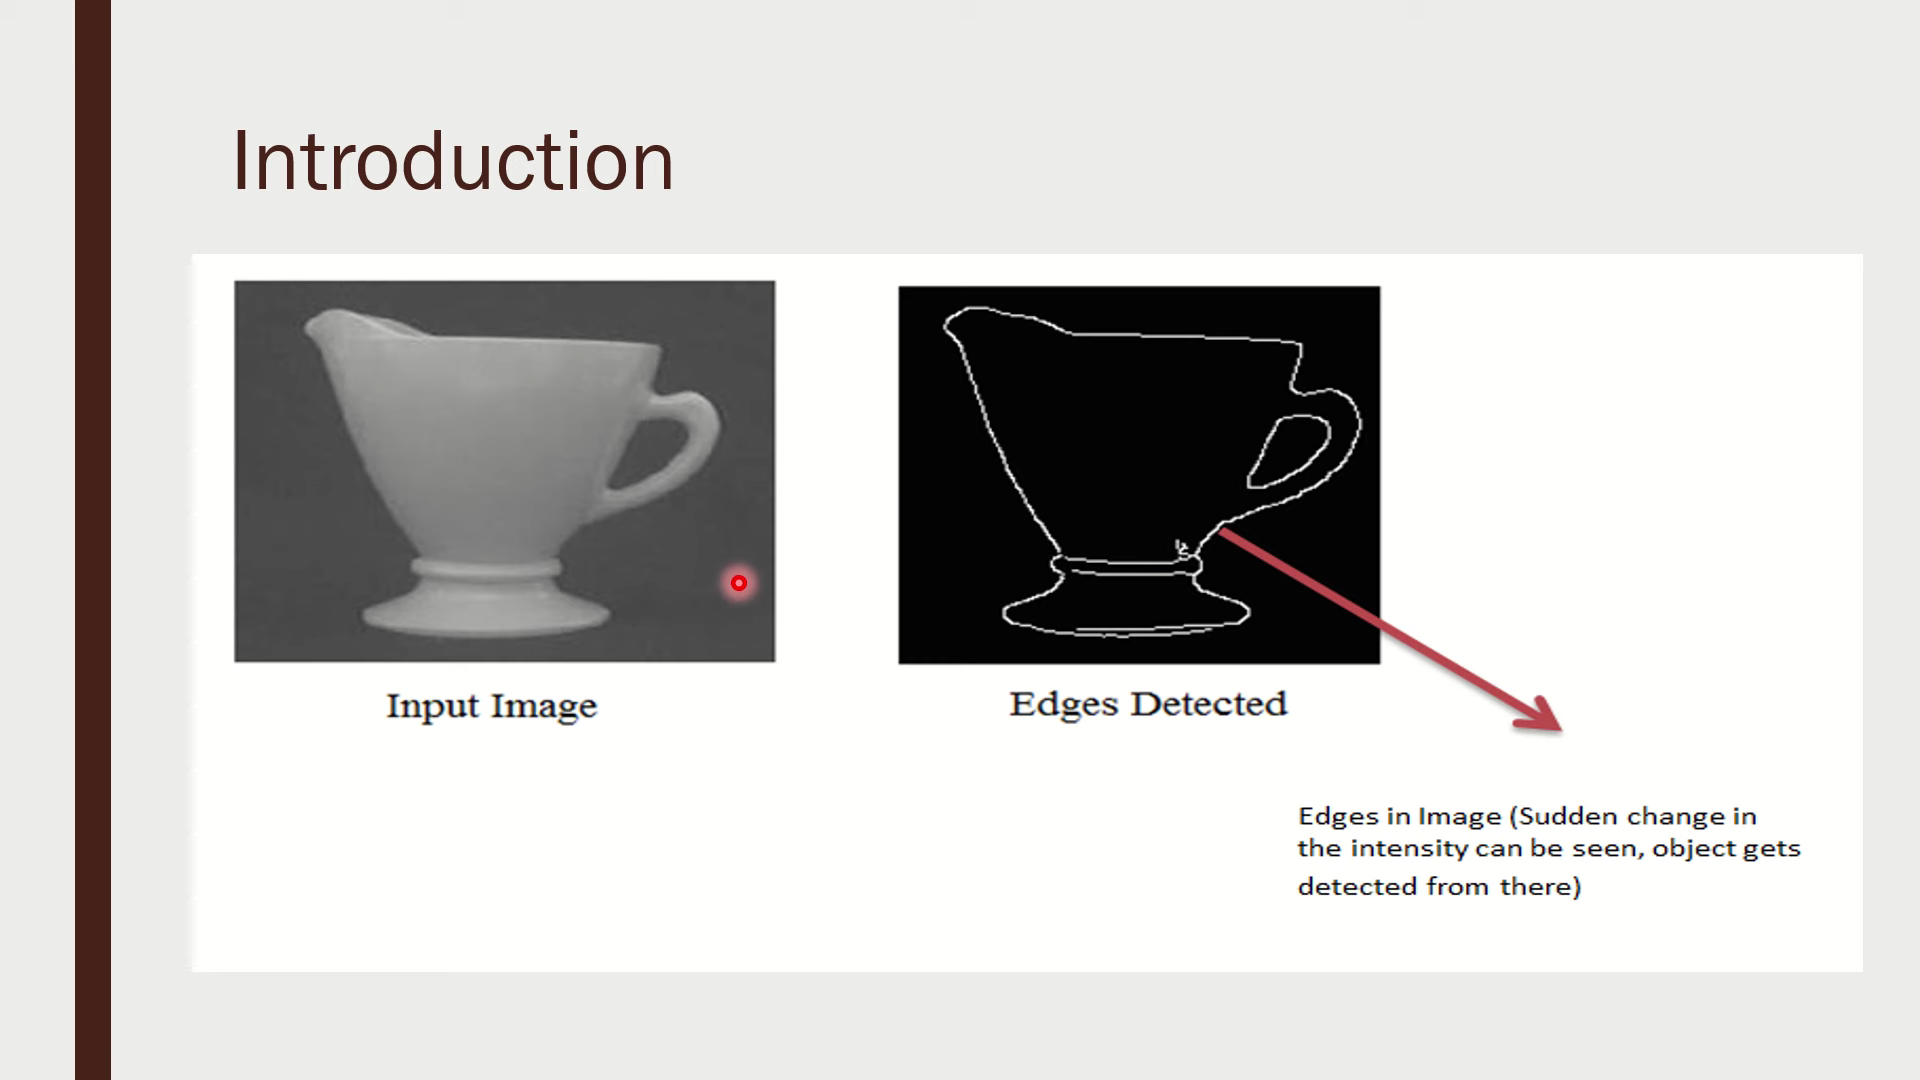 Introduction
Input Image
Edges Detected
Edges in Image (Sudden change in
the intensity can be seen, object gets
detected from there)